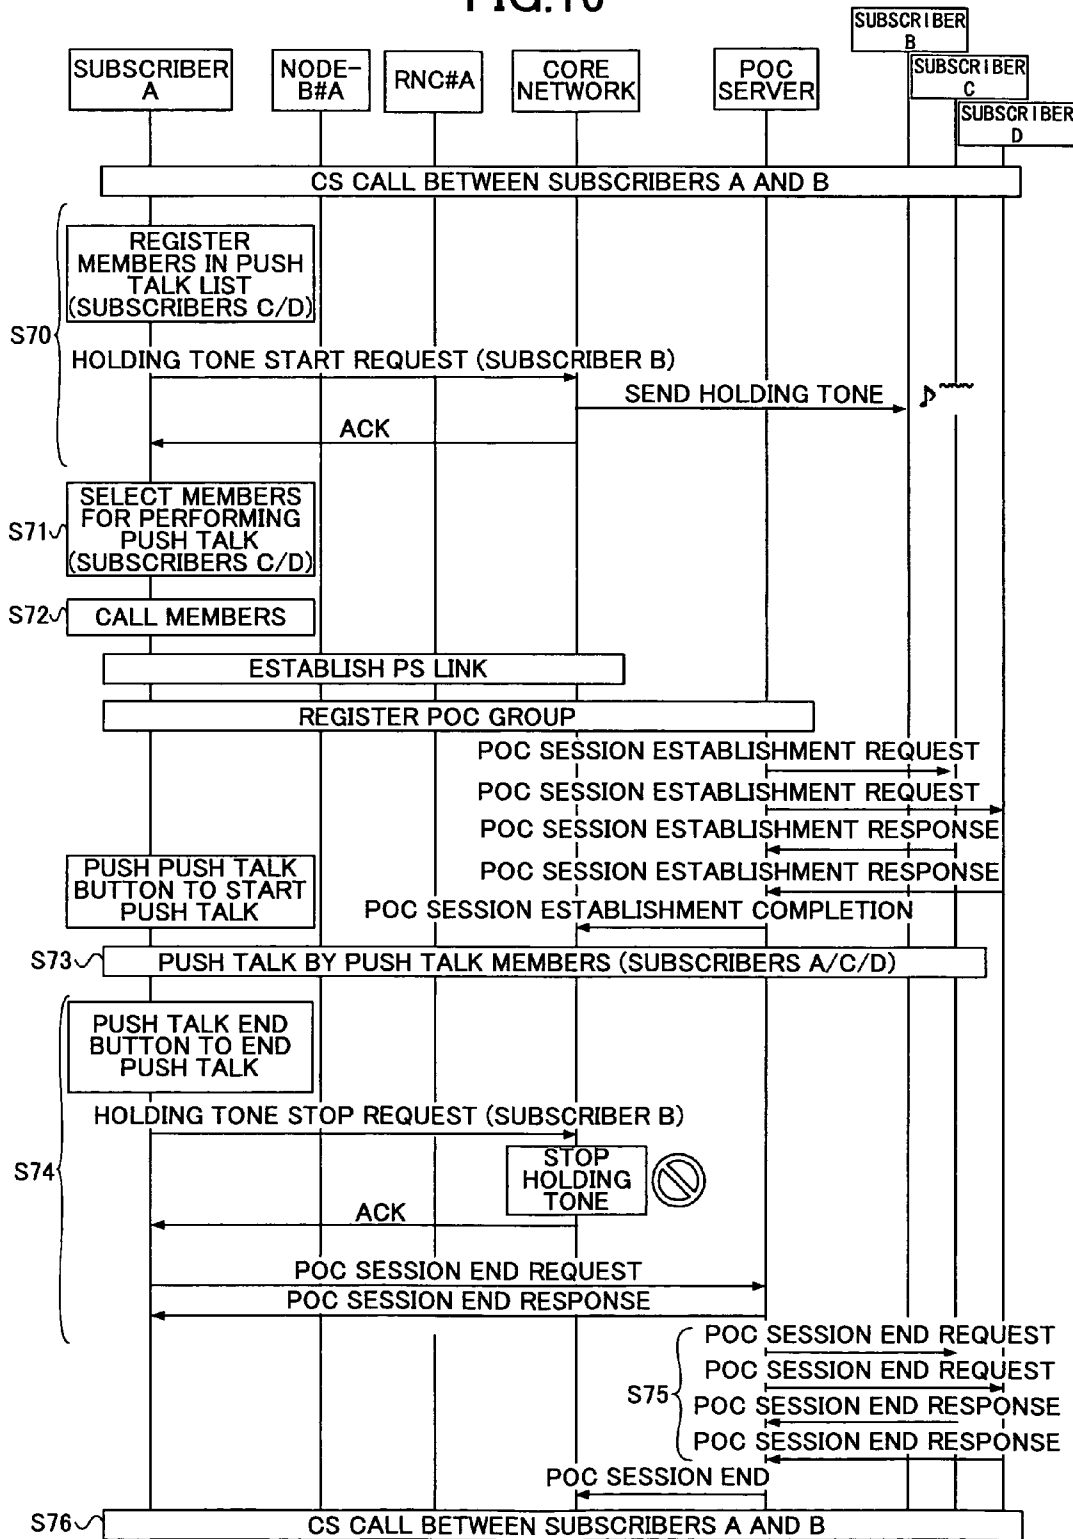 FIG.10
SUBSCRIBER
B
SUBSCRIBER
C
SUBSCRIBER
D
SUBSCRIBER
A
NODE-
B#A
RNC#A
CORE
NETWORK
POC
SERVER
CS CALL BETWEEN SUBSCRIBERS A AND B
S70
REGISTER
MEMBERS IN PUSH
TALK LIST
(SUBSCRIBERS C/D)
HOLDING TONE START REQUEST (SUBSCRIBER B)
SEND HOLDING TONE
ACK
S71
SELECT MEMBERS
FOR PERFORMING
PUSH TALK
(SUBSCRIBERS C/D)
S72
CALL MEMBERS
ESTABLISH PS LINK
REGISTER POC GROUP
POC SESSION ESTABLISHMENT REQUEST
POC SESSION ESTABLISHMENT REQUEST
POC SESSION ESTABLISHMENT RESPONSE
POC SESSION ESTABLISHMENT RESPONSE
PUSH PUSH TALK
BUTTON TO START
PUSH TALK
POC SESSION ESTABLISHMENT COMPLETION
S73
PUSH TALK BY PUSH TALK MEMBERS (SUBSCRIBERS A/C/D)
S74
PUSH TALK END
BUTTON TO END
PUSH TALK
HOLDING TONE STOP REQUEST (SUBSCRIBER B)
STOP
HOLDING
TONE
ACK
POC SESSION END REQUEST
POC SESSION END RESPONSE
S75
POC SESSION END REQUEST
POC SESSION END REQUEST
POC SESSION END RESPONSE
POC SESSION END RESPONSE
POC SESSION END
S76
CS CALL BETWEEN SUBSCRIBERS A AND B